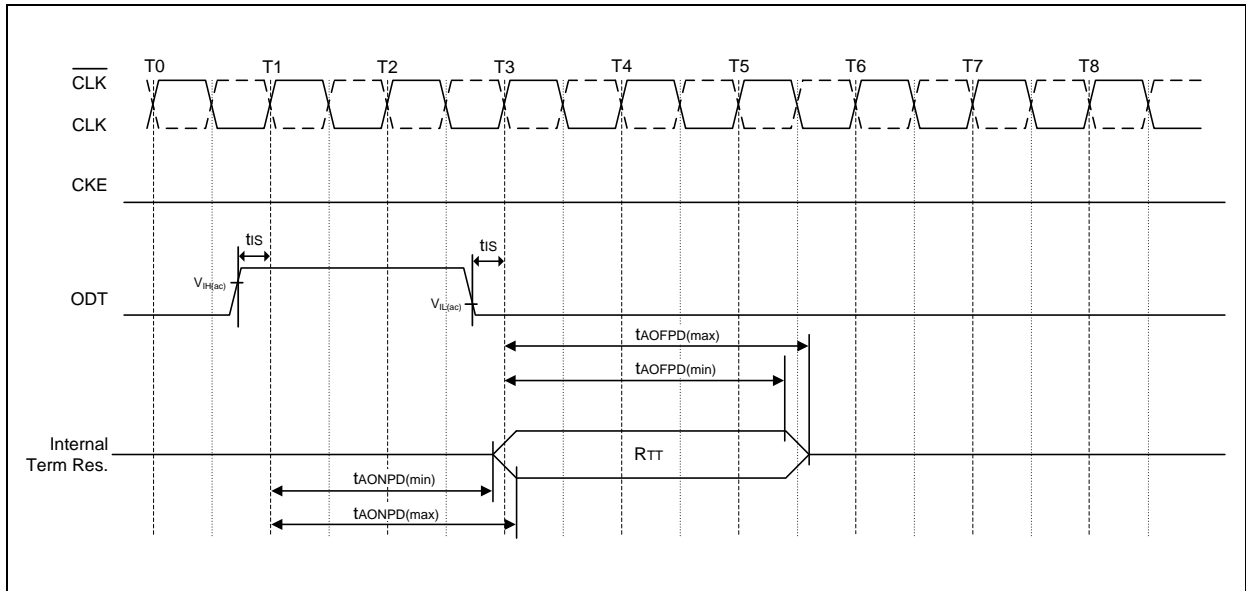 T0 T1 T2 T3 T4 T5 T6 T7 T8
CLK
CLK
CKE
tIS
tIS
VIH(ac)
ODT
VIL(ac)
tAOFPD(max)
tAOFPD(min)
Internal
Term Res.
RTT
tAONPD(min)
tAONPD(max)